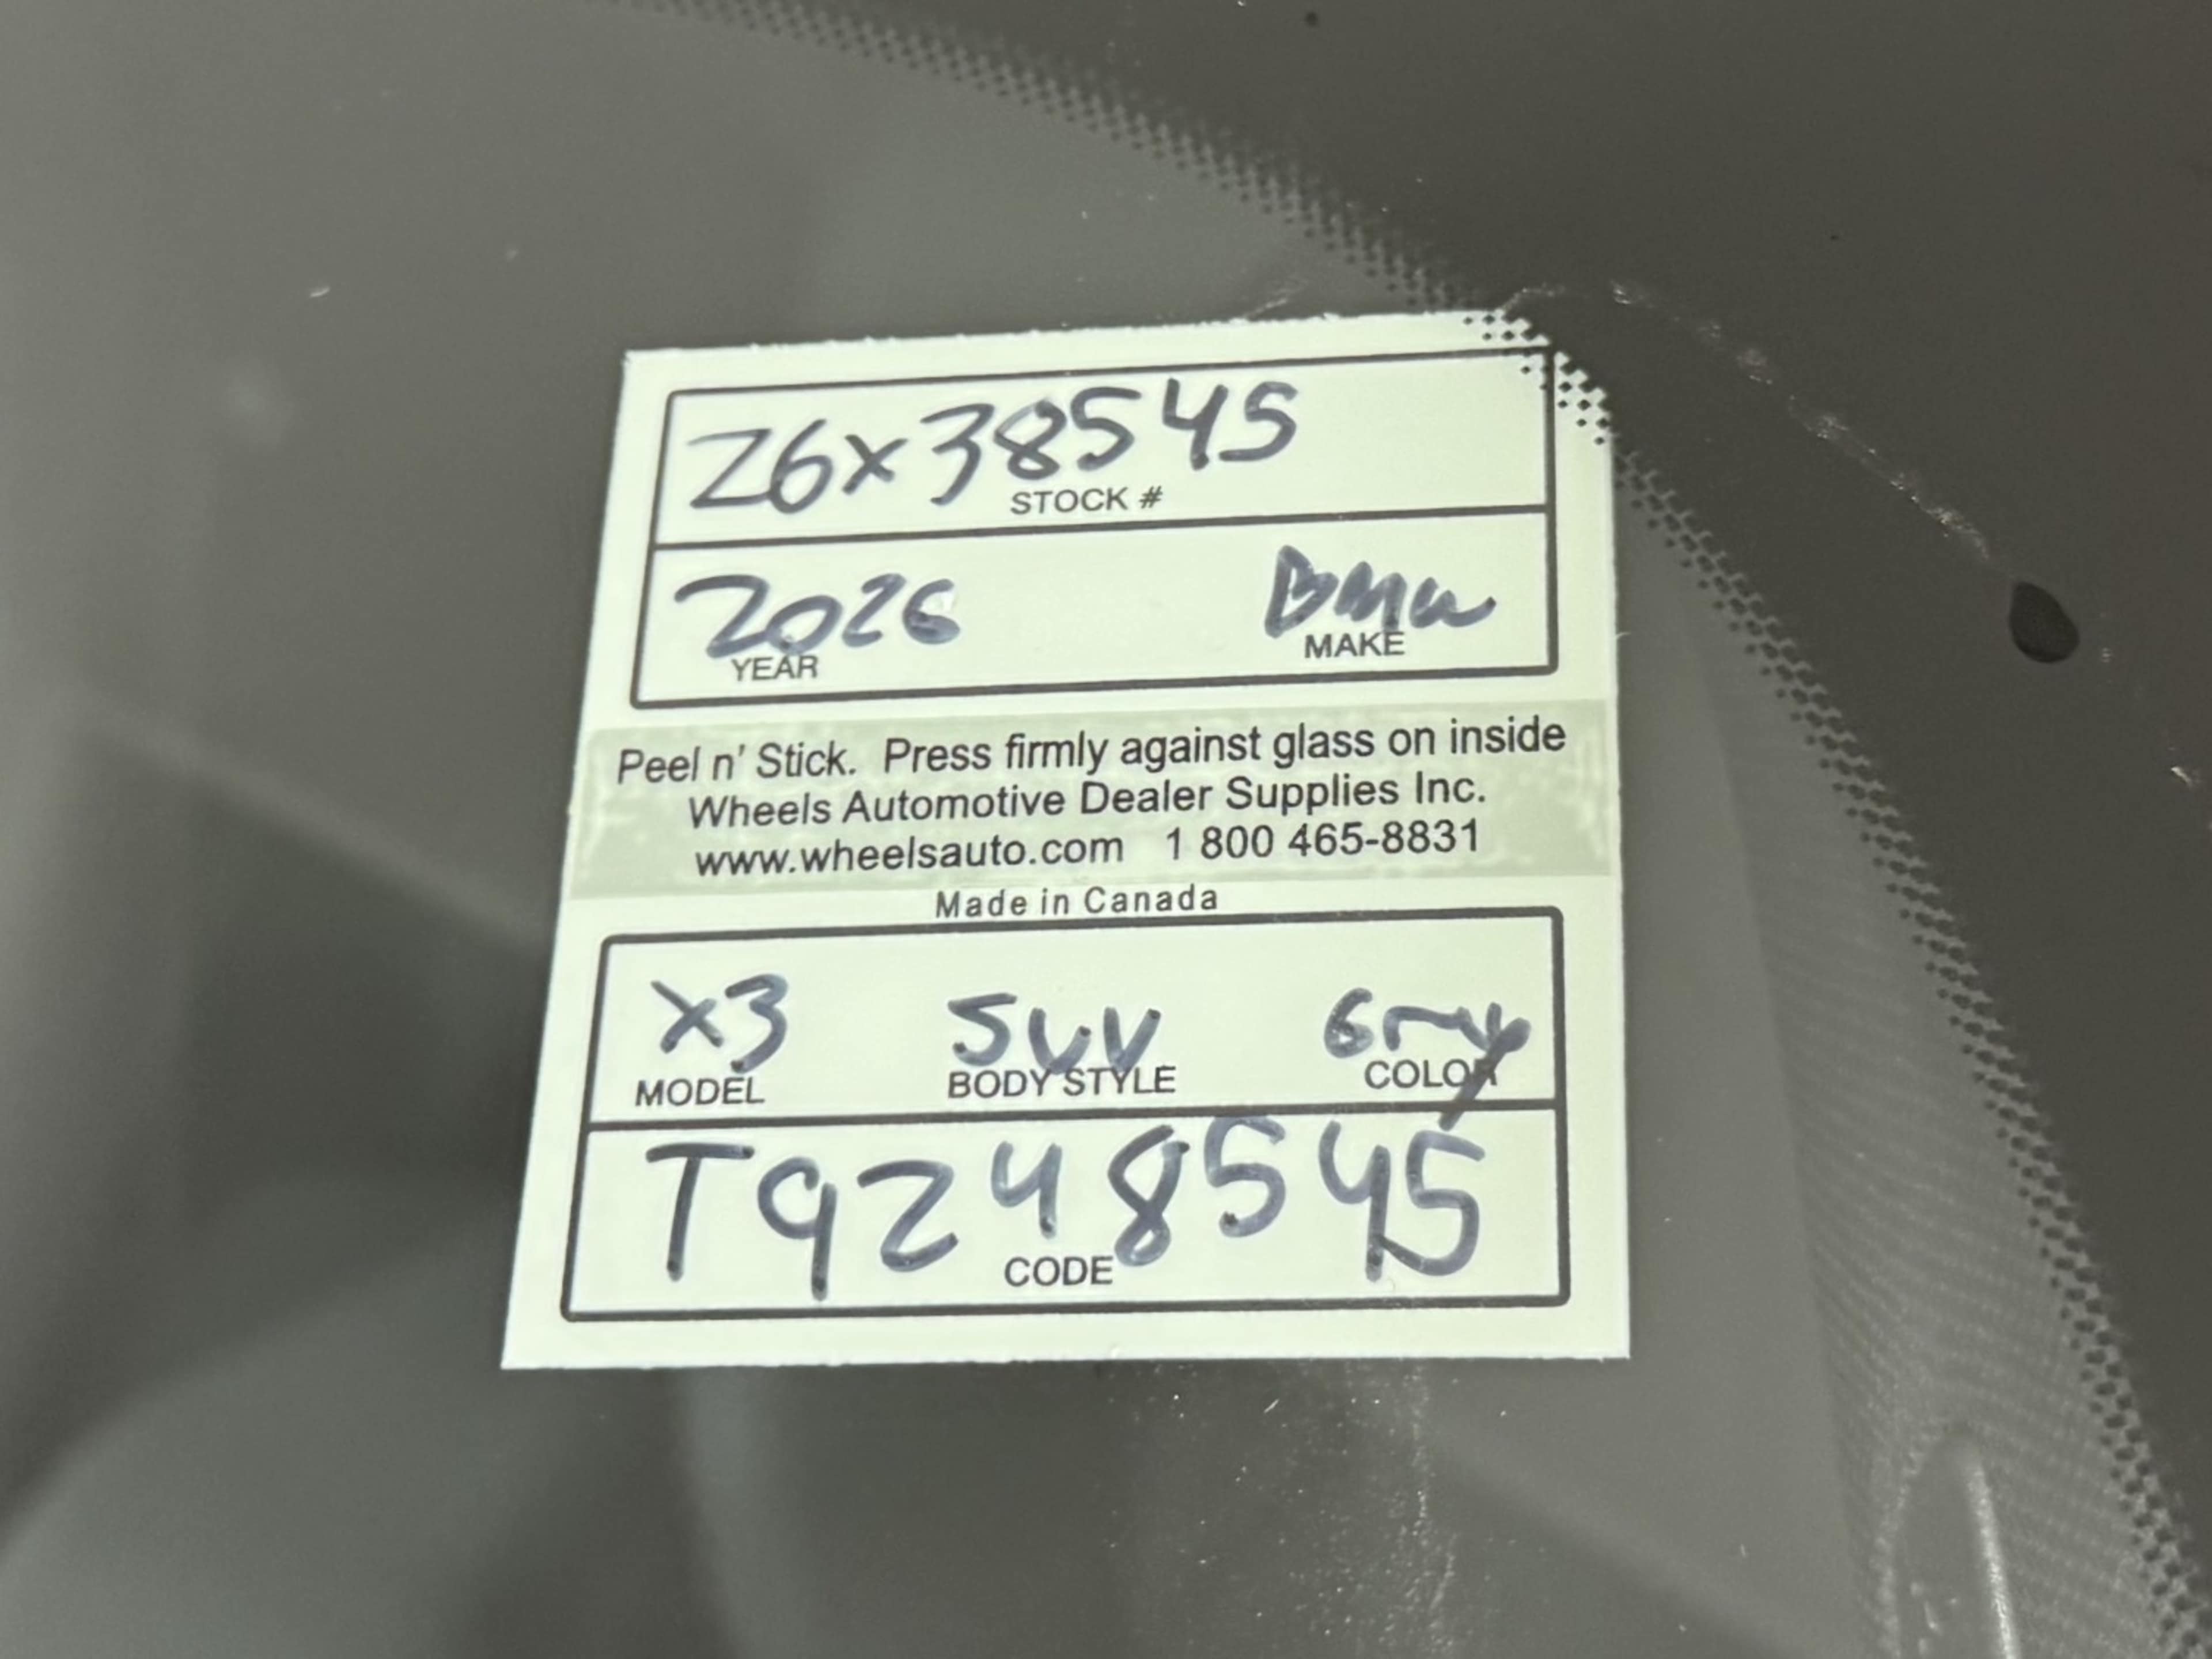 Z6x38545
STOCK #
2026 BMW
YEAR MAKE
Peel n' Stick. Press firmly against glass on inside
Wheels Automotive Dealer Supplies Inc.
www.wheelsauto.com 1 800 465-8831
Made in Canada
X3 SUV Gray
MODEL BODY STYLE COLOR
T9248545
CODE